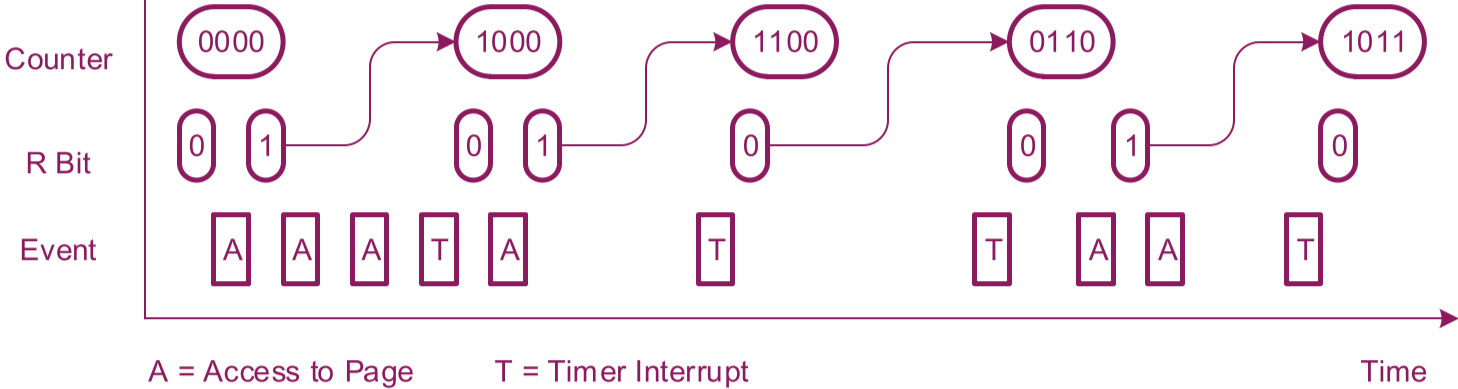 Counter 0000 1000 1100 0110 1011
R Bit 0 1 0 1 0 0 1 0
Event A A A T A T T A A T
A = Access to Page T = Timer Interrupt Time